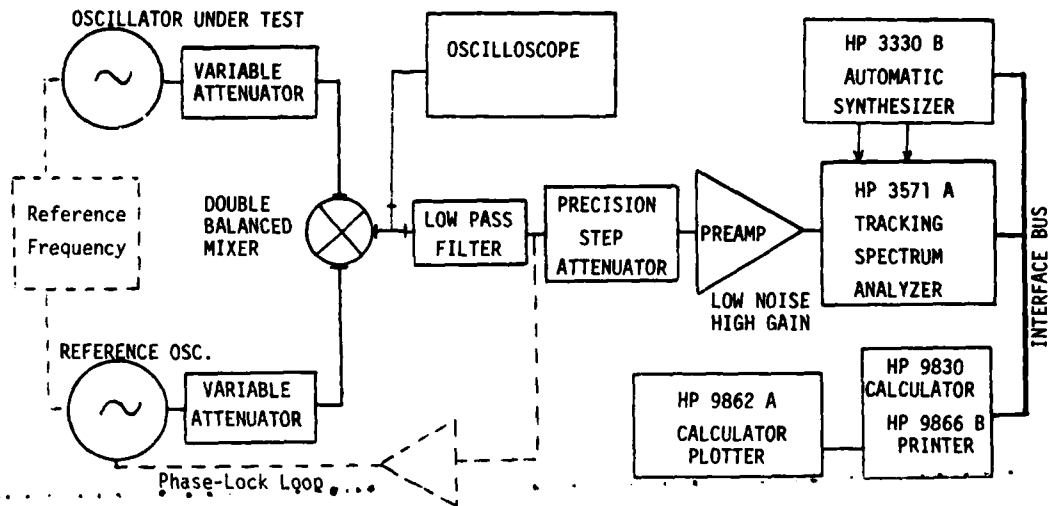 OSCILLATOR UNDER TEST
VARIABLE
ATTENUATOR
OSCILLOSCOPE
HP 3330 B
AUTOMATIC
SYNTHESIZER
Reference
Frequency
DOUBLE
BALANCED
MIXER
LOW PASS
FILTER
PRECISION
STEP
ATTENUATOR
PREAMP
LOW NOISE
HIGH GAIN
HP 3571 A
TRACKING
SPECTRUM
ANALYZER
INTERFACE BUS
REFERENCE OSC.
VARIABLE
ATTENUATOR
Phase-Lock Loop
HP 9862 A
CALCULATOR
PLOTTER
HP 9830
CALCULATOR
HP 9866 B
PRINTER